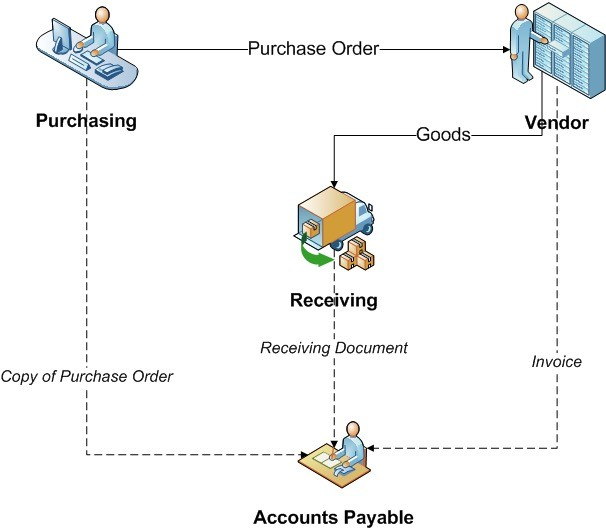 Purchase Order
Purchasing
Vendor
Goods
Receiving
Receiving Document
Invoice
Copy of Purchase Order
Accounts Payable